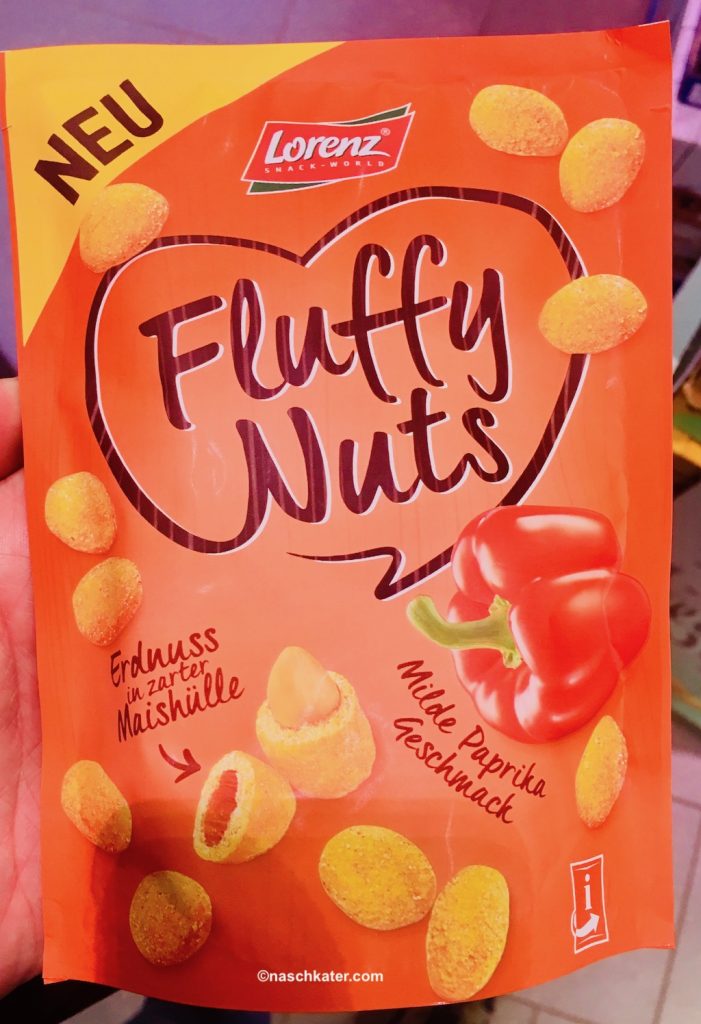 NEU
Lorenz®
SNACK-WORLD
Fluffy
Nuts
Erdnuss
in zarter
Maishülle
Milde Paprika
Geschmack
i
©naschkater.com